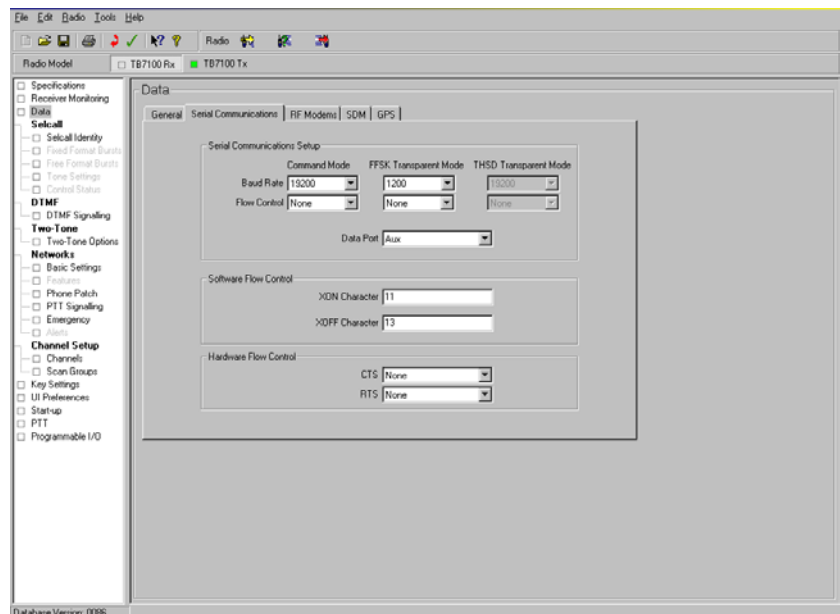 File Edit Radio Tools Help
Radio
Radio Model TB7100 Rx TB7100 Tx
Specifications
Receiver Monitoring
Data
Selcall
Selcall Identity
Fixed Format Bursts
Free Format Bursts
Tone Settings
Control Status
DTMF
DTMF Signalling
Two-Tone
Two-Tone Options
Networks
Basic Settings
Features
Phone Patch
PTT Signalling
Emergency
Alerts
Channel Setup
Channels
Scan Groups
Key Settings
UI Preferences
Start-up
PTT
Programmable I/O
Data
General Serial Communications RF Modems SDM GPS
Serial Communications Setup
Command Mode FFSK Transparent Mode THSD Transparent Mode
Baud Rate 19200 1200 19200
Flow Control None None None
Data Port Aux
Software Flow Control
XON Character 11
XOFF Character 13
Hardware Flow Control
CTS None
RTS None
Database Version: 0086